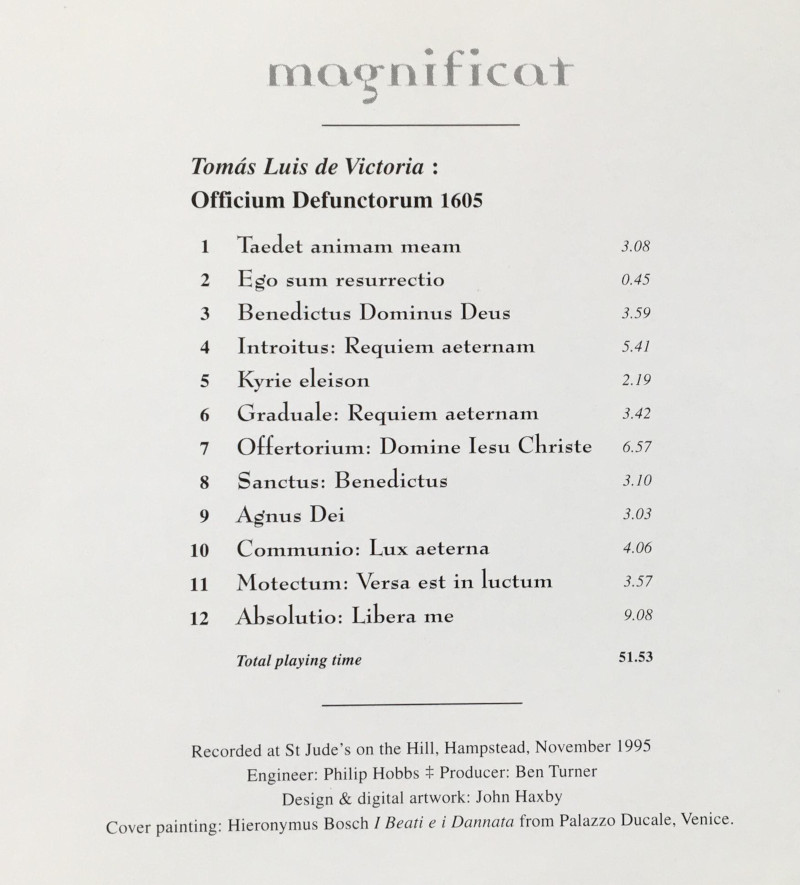 magnificat
Tomás Luis de Victoria :
Officium Defunctorum 1605
1 Taedet animam meam 3.08
2 Ego sum resurrectio 0.45
3 Benedictus Dominus Deus 3.59
4 Introitus: Requiem aeternam 5.41
5 Kyrie eleison 2.19
6 Graduale: Requiem aeternam 3.42
7 Offertorium: Domine Iesu Christe 6.57
8 Sanctus: Benedictus 3.10
9 Agnus Dei 3.03
10 Communio: Lux aeterna 4.06
11 Motectum: Versa est in luctum 3.57
12 Absolutio: Libera me 9.08
Total playing time 51.53
Recorded at St Jude's on the Hill, Hampstead, November 1995
Engineer: Philip Hobbs ‡ Producer: Ben Turner
Design & digital artwork: John Haxby
Cover painting: Hieronymus Bosch I Beati e i Dannata from Palazzo Ducale, Venice.